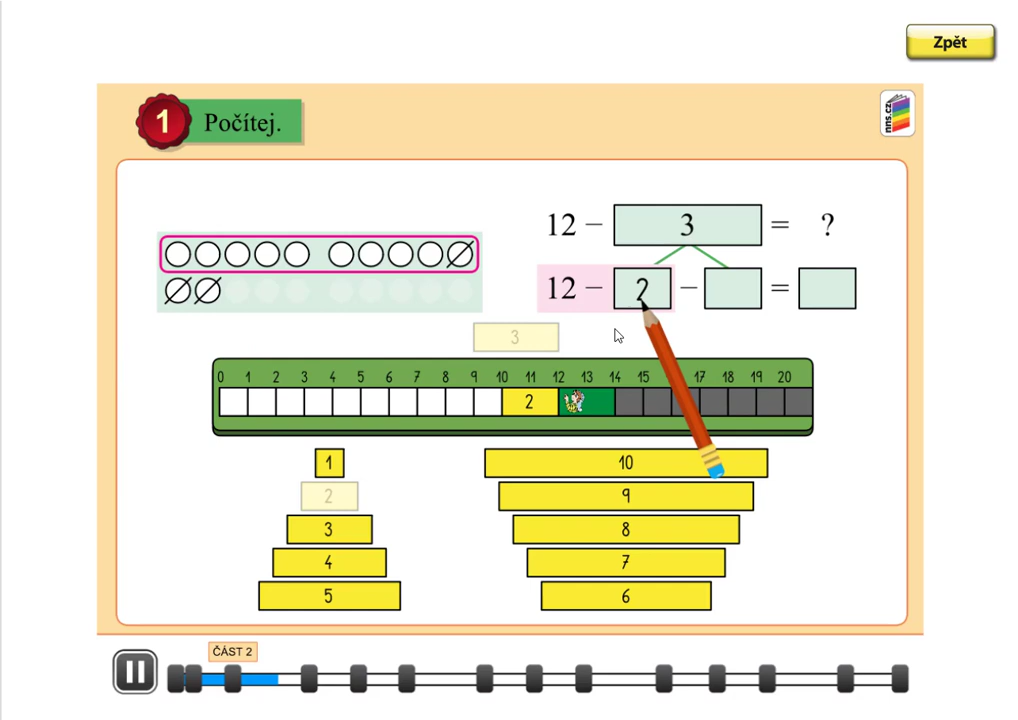 Zpět
1 Počítej.
nns.cz
12 − 3 = ?
12 − 2 − =
3
0 1 2 3 4 5 6 7 8 9 10 11 12 13 14 15 17 18 19 20
2
1 10
2 9
3 8
4 7
5 6
ČÁST 2